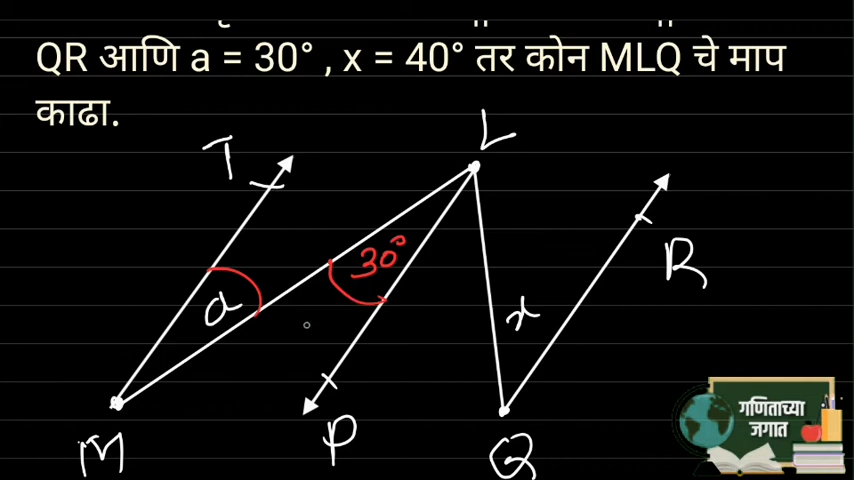 QR आणि a = 30° , x = 40° तर कोन MLQ चे माप
काढा.
T
L
30°
R
a
x
M
P
Q
गणिताच्या
जगात